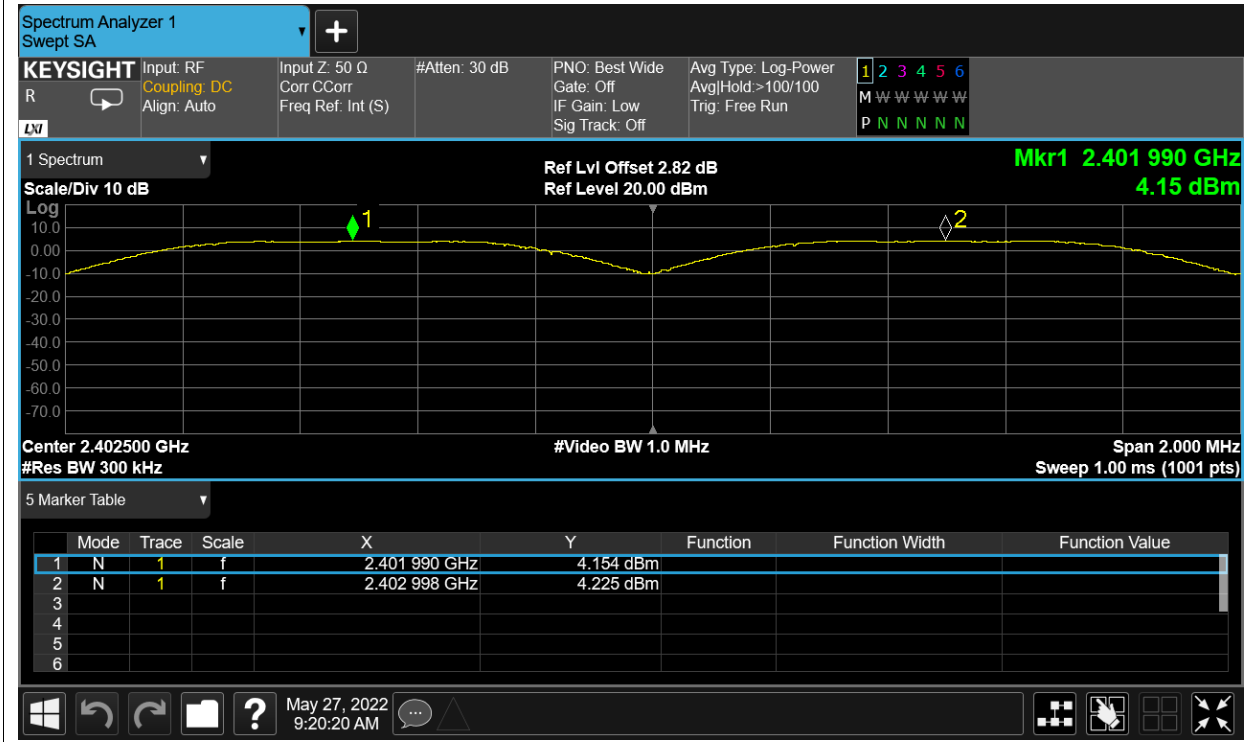 Spectrum Analyzer 1
Swept SA
KEYSIGHT
R
LXI
Input: RF
Coupling: DC
Align: Auto
Input Z: 50 Ω
Corr CCorr
Freq Ref: Int (S)
#Atten: 30 dB
PNO: Best Wide
Gate: Off
IF Gain: Low
Sig Track: Off
Avg Type: Log-Power
Avg|Hold:>100/100
Trig: Free Run
1 2 3 4 5 6
M W W W W W
P N N N N N
1 Spectrum
Scale/Div 10 dB
Ref Lvl Offset 2.82 dB
Ref Level 20.00 dBm
Mkr1 2.401 990 GHz
4.15 dBm
Log
10.0
0.00
-10.0
-20.0
-30.0
-40.0
-50.0
-60.0
-70.0
1
2
Center 2.402500 GHz
#Res BW 300 kHz
#Video BW 1.0 MHz
Span 2.000 MHz
Sweep 1.00 ms (1001 pts)
5 Marker Table
Mode Trace Scale X Y Function Function Width Function Value
1 N 1 f 2.401 990 GHz 4.154 dBm
2 N 1 f 2.402 998 GHz 4.225 dBm
3
4
5
6
?
May 27, 2022
9:20:20 AM